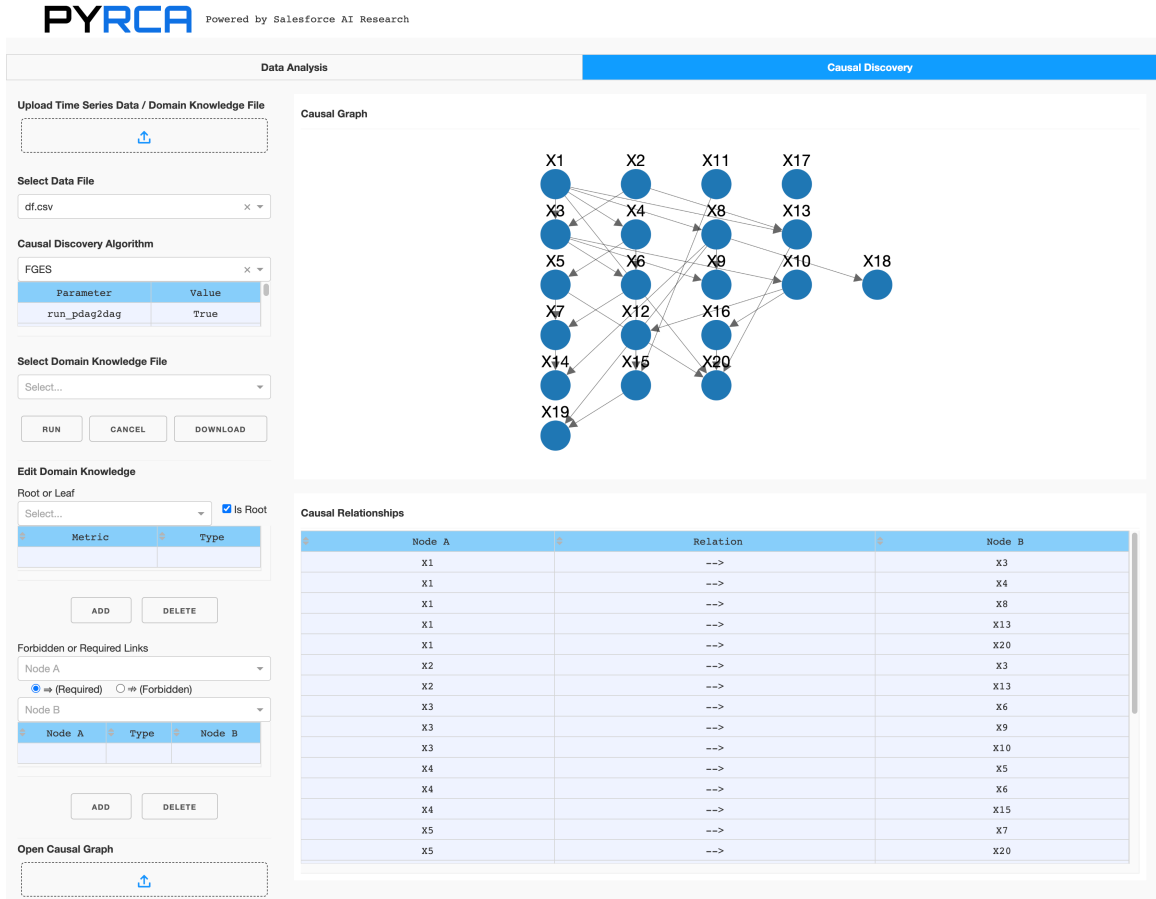 PYRCA Powered by Salesforce AI Research
Data Analysis Causal Discovery
Upload Time Series Data / Domain Knowledge File
Select Data File
df.csv
Causal Discovery Algorithm
FGES
Parameter Value
run_pdag2dag True
Select Domain Knowledge File
Select...
RUN CANCEL DOWNLOAD
Edit Domain Knowledge
Root or Leaf
Select... Is Root
Metric Type
ADD DELETE
Forbidden or Required Links
Node A
⇒ (Required) ⇏ (Forbidden)
Node B
Node A Type Node B
ADD DELETE
Open Causal Graph
Causal Graph
X1 X2 X11 X17
X3 X4 X8 X13
X5 X6 X9 X10 X18
X7 X12 X16
X14 X15 X20
X19
Causal Relationships
Node A Relation Node B
X1 --> X3
X1 --> X4
X1 --> X8
X1 --> X13
X1 --> X20
X2 --> X3
X2 --> X13
X3 --> X6
X3 --> X9
X3 --> X10
X4 --> X5
X4 --> X6
X4 --> X15
X5 --> X7
X5 --> X20